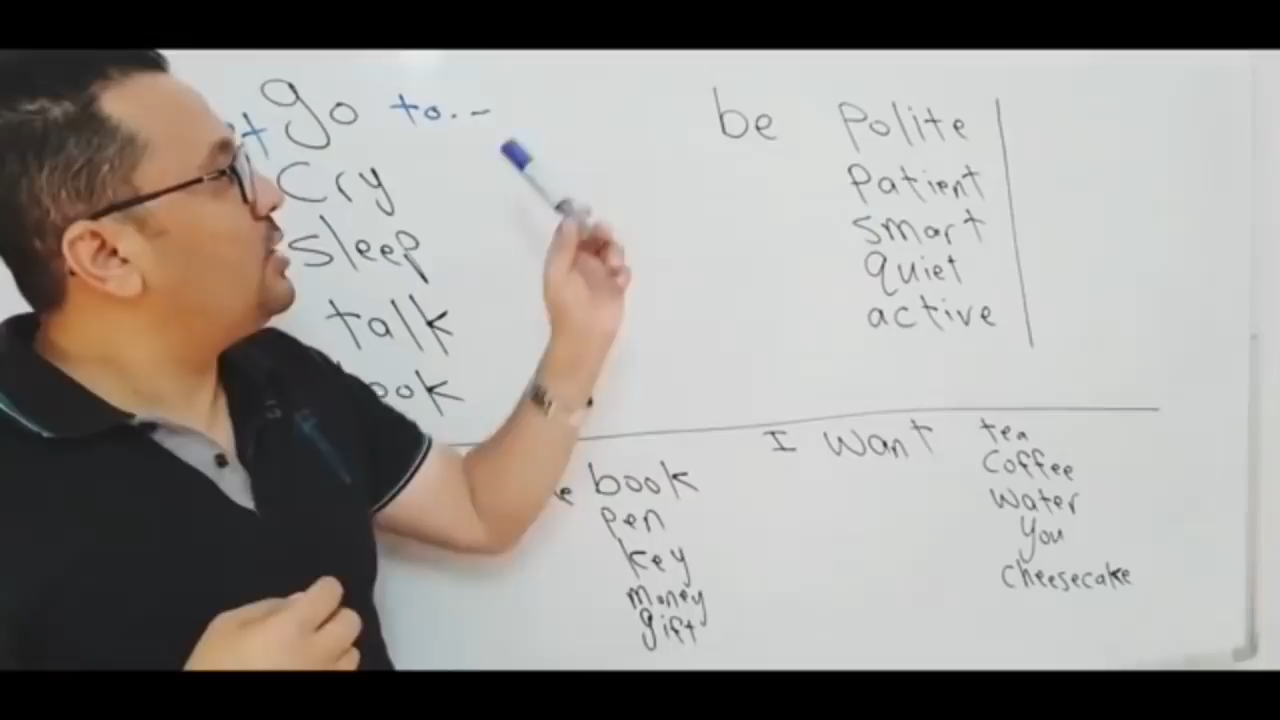 go to.--
Cry
Sleep
talk
be Polite
Patient
smart
quiet
active
book
pen
key
money
gift
I want tea
Coffee
Water
You
Cheesecake